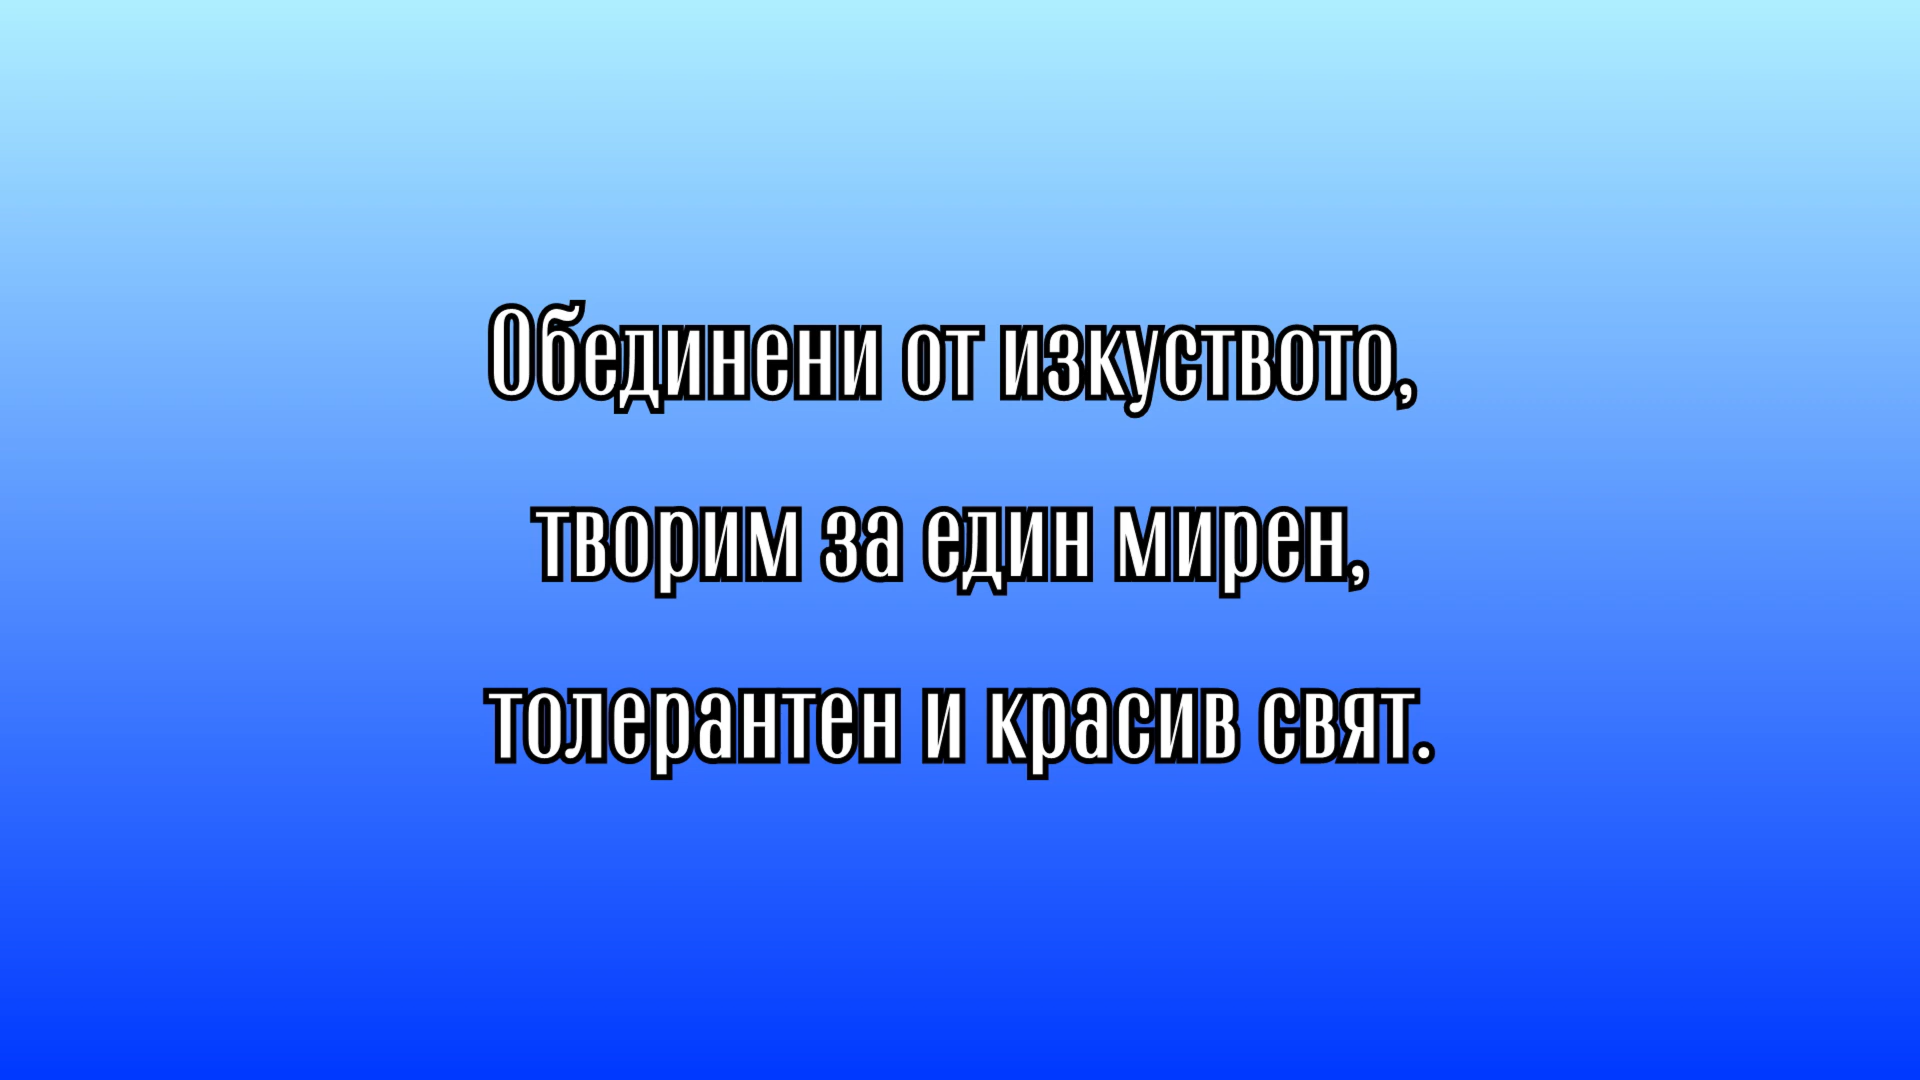 Обединени от изкуството,
творим за един мирен,
толерантен и красив свят.